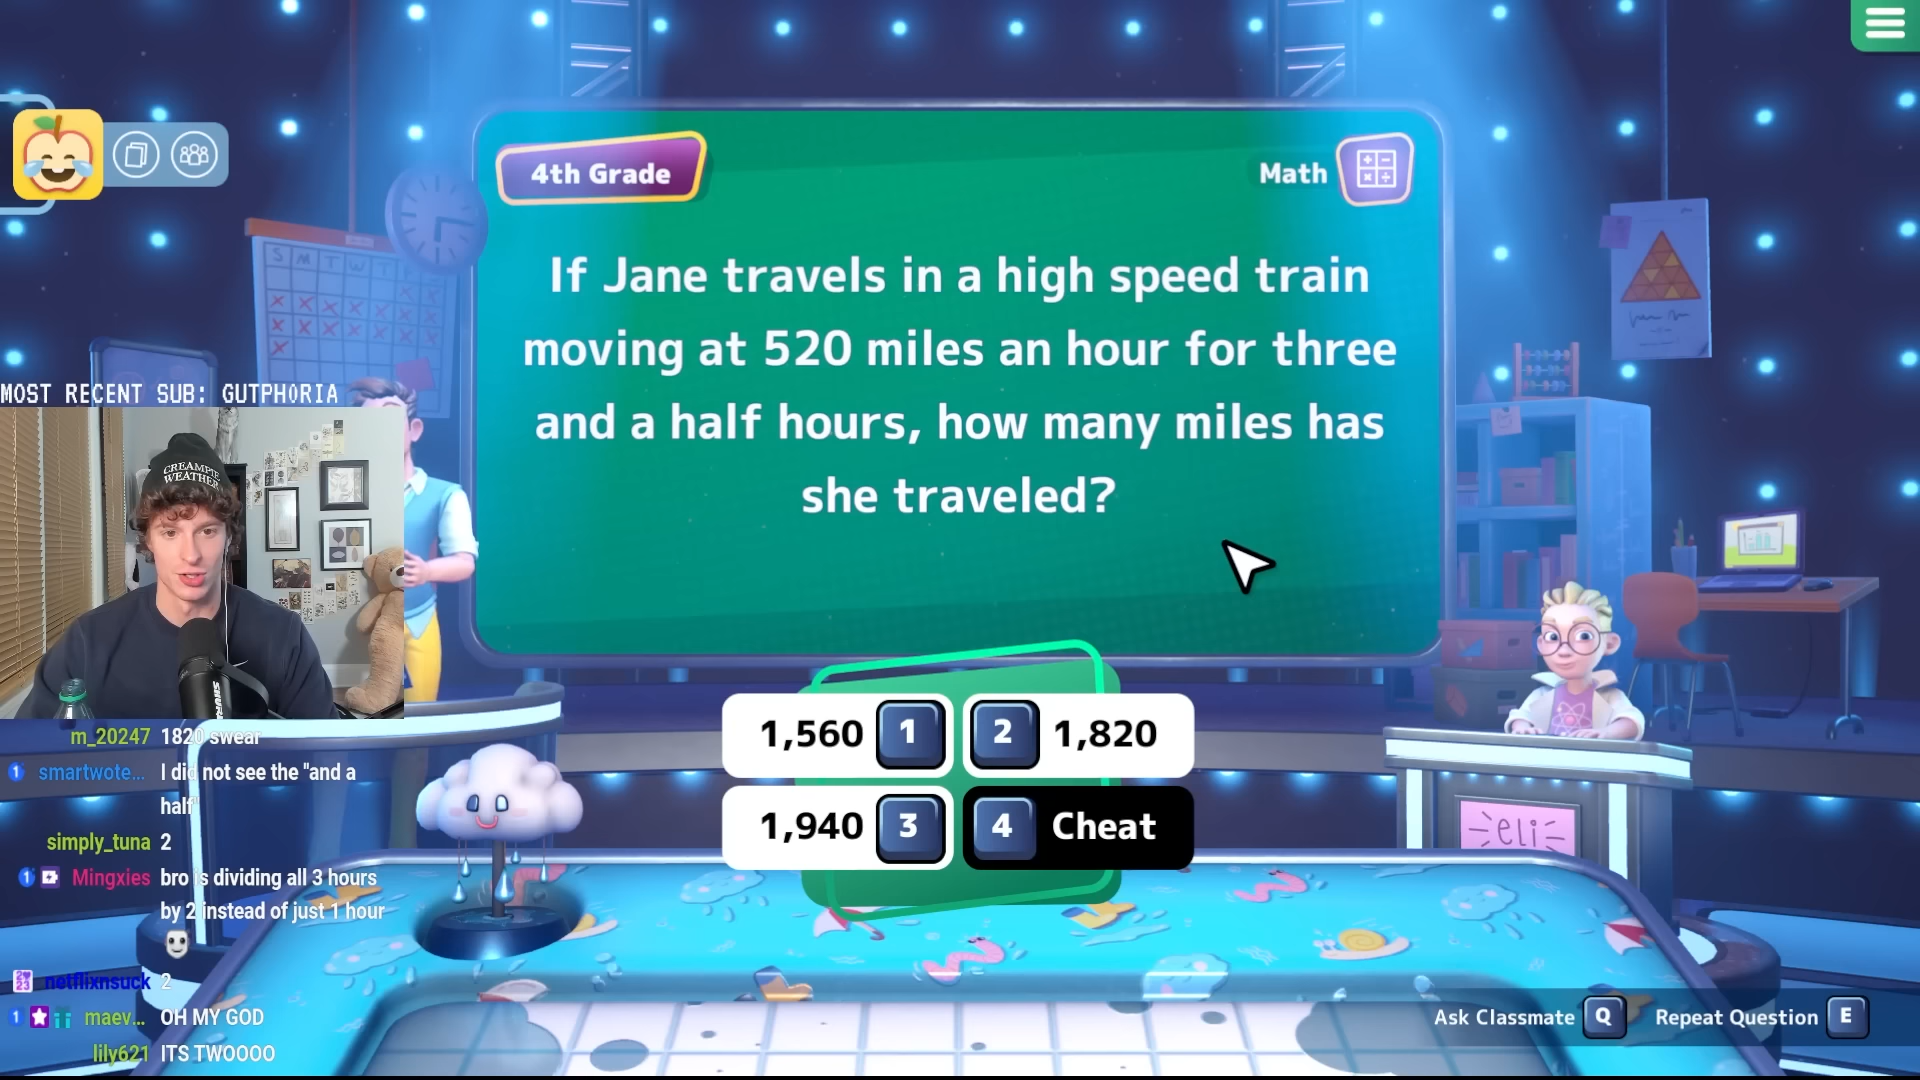 4th Grade
Math
If Jane travels in a high speed train
moving at 520 miles an hour for three
and a half hours, how many miles has
she traveled?
S M T W T F
MOST RECENT SUB: GUTPHORIA
CREAMPIE
WEATHER
SHURE
1,560 1
2 1,820
1,940 3
4 Cheat
eli
m_20247 1820 swear
smartwote... I did not see the "and a
half"
simply_tuna 2
Mingxies bro is dividing all 3 hours
by 2 instead of just 1 hour
netflixnsuck 2
maev... OH MY GOD
lily621 ITS TWOOOO
Ask Classmate Q
Repeat Question E